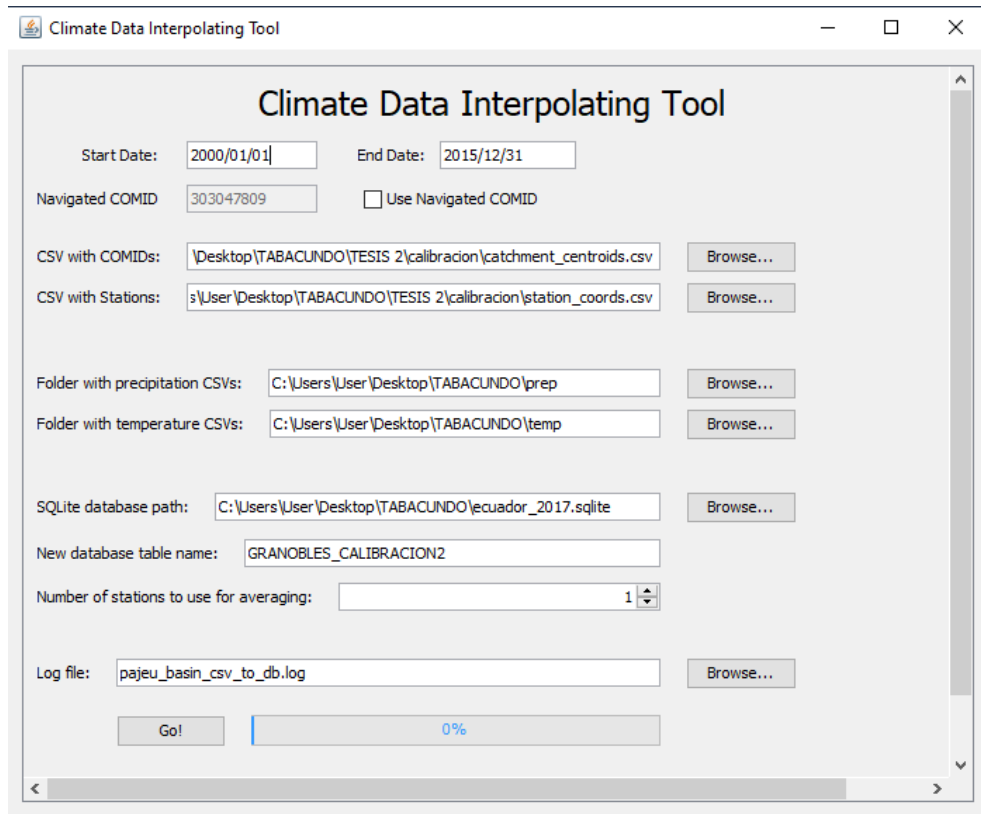 Climate Data Interpolating Tool
Climate Data Interpolating Tool
Start Date: 2000/01/01 End Date: 2015/12/31
Navigated COMID 303047809 Use Navigated COMID
CSV with COMIDs: \Desktop\TABACUNDO\TESIS 2\calibracion\catchment_centroids.csv Browse...
CSV with Stations: s\User\Desktop\TABACUNDO\TESIS 2\calibracion\station_coords.csv Browse...
Folder with precipitation CSVs: C:\Users\User\Desktop\TABACUNDO\prep Browse...
Folder with temperature CSVs: C:\Users\User\Desktop\TABACUNDO\temp Browse...
SQLite database path: C:\Users\User\Desktop\TABACUNDO\ecuador_2017.sqlite Browse...
New database table name: GRANOBLES_CALIBRACION2
Number of stations to use for averaging: 1
Log file: pajeu_basin_csv_to_db.log Browse...
Go! 0%